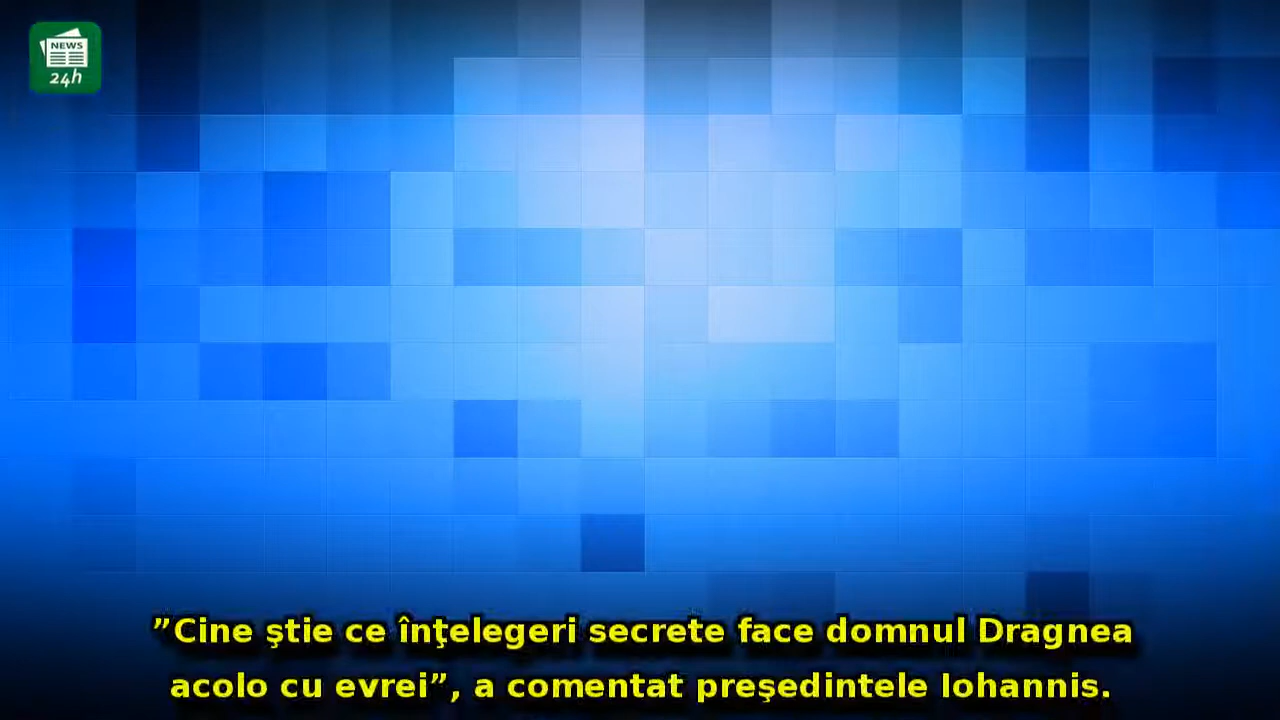 NEWS
24h
”Cine ştie ce înţelegeri secrete face domnul Dragnea
acolo cu evrei”, a comentat preşedintele Iohannis.